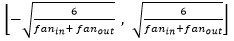 ⌊-√(6/(fan_in + fan_out)) , √(6/(fan_in + fan_out))⌋